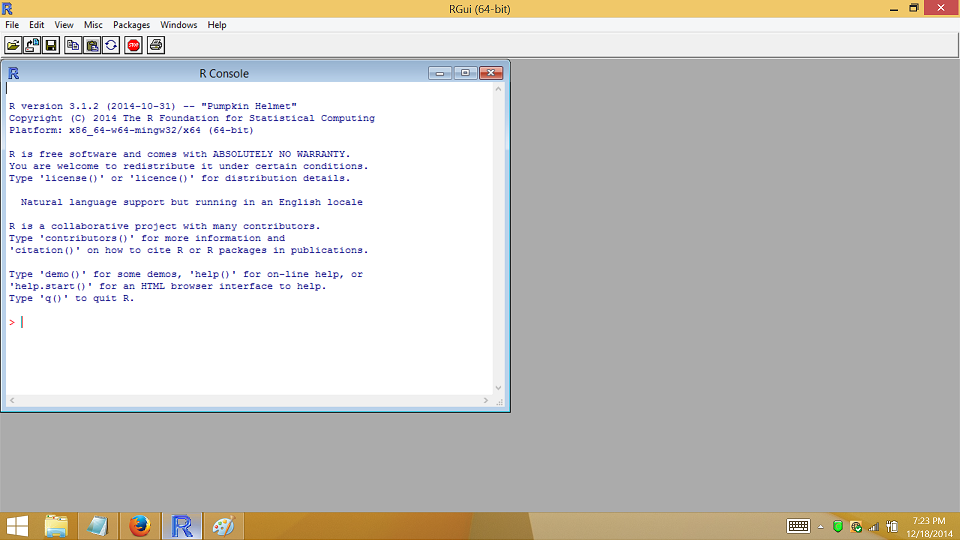 RGui (64-bit)
File Edit View Misc Packages Windows Help
STOP
R Console
R version 3.1.2 (2014-10-31) -- "Pumpkin Helmet"
Copyright (C) 2014 The R Foundation for Statistical Computing
Platform: x86_64-w64-mingw32/x64 (64-bit)
R is free software and comes with ABSOLUTELY NO WARRANTY.
You are welcome to redistribute it under certain conditions.
Type 'license()' or 'licence()' for distribution details.
Natural language support but running in an English locale
R is a collaborative project with many contributors.
Type 'contributors()' for more information and
'citation()' on how to cite R or R packages in publications.
Type 'demo()' for some demos, 'help()' for on-line help, or
'help.start()' for an HTML browser interface to help.
Type 'q()' to quit R.
>
7:23 PM
12/18/2014